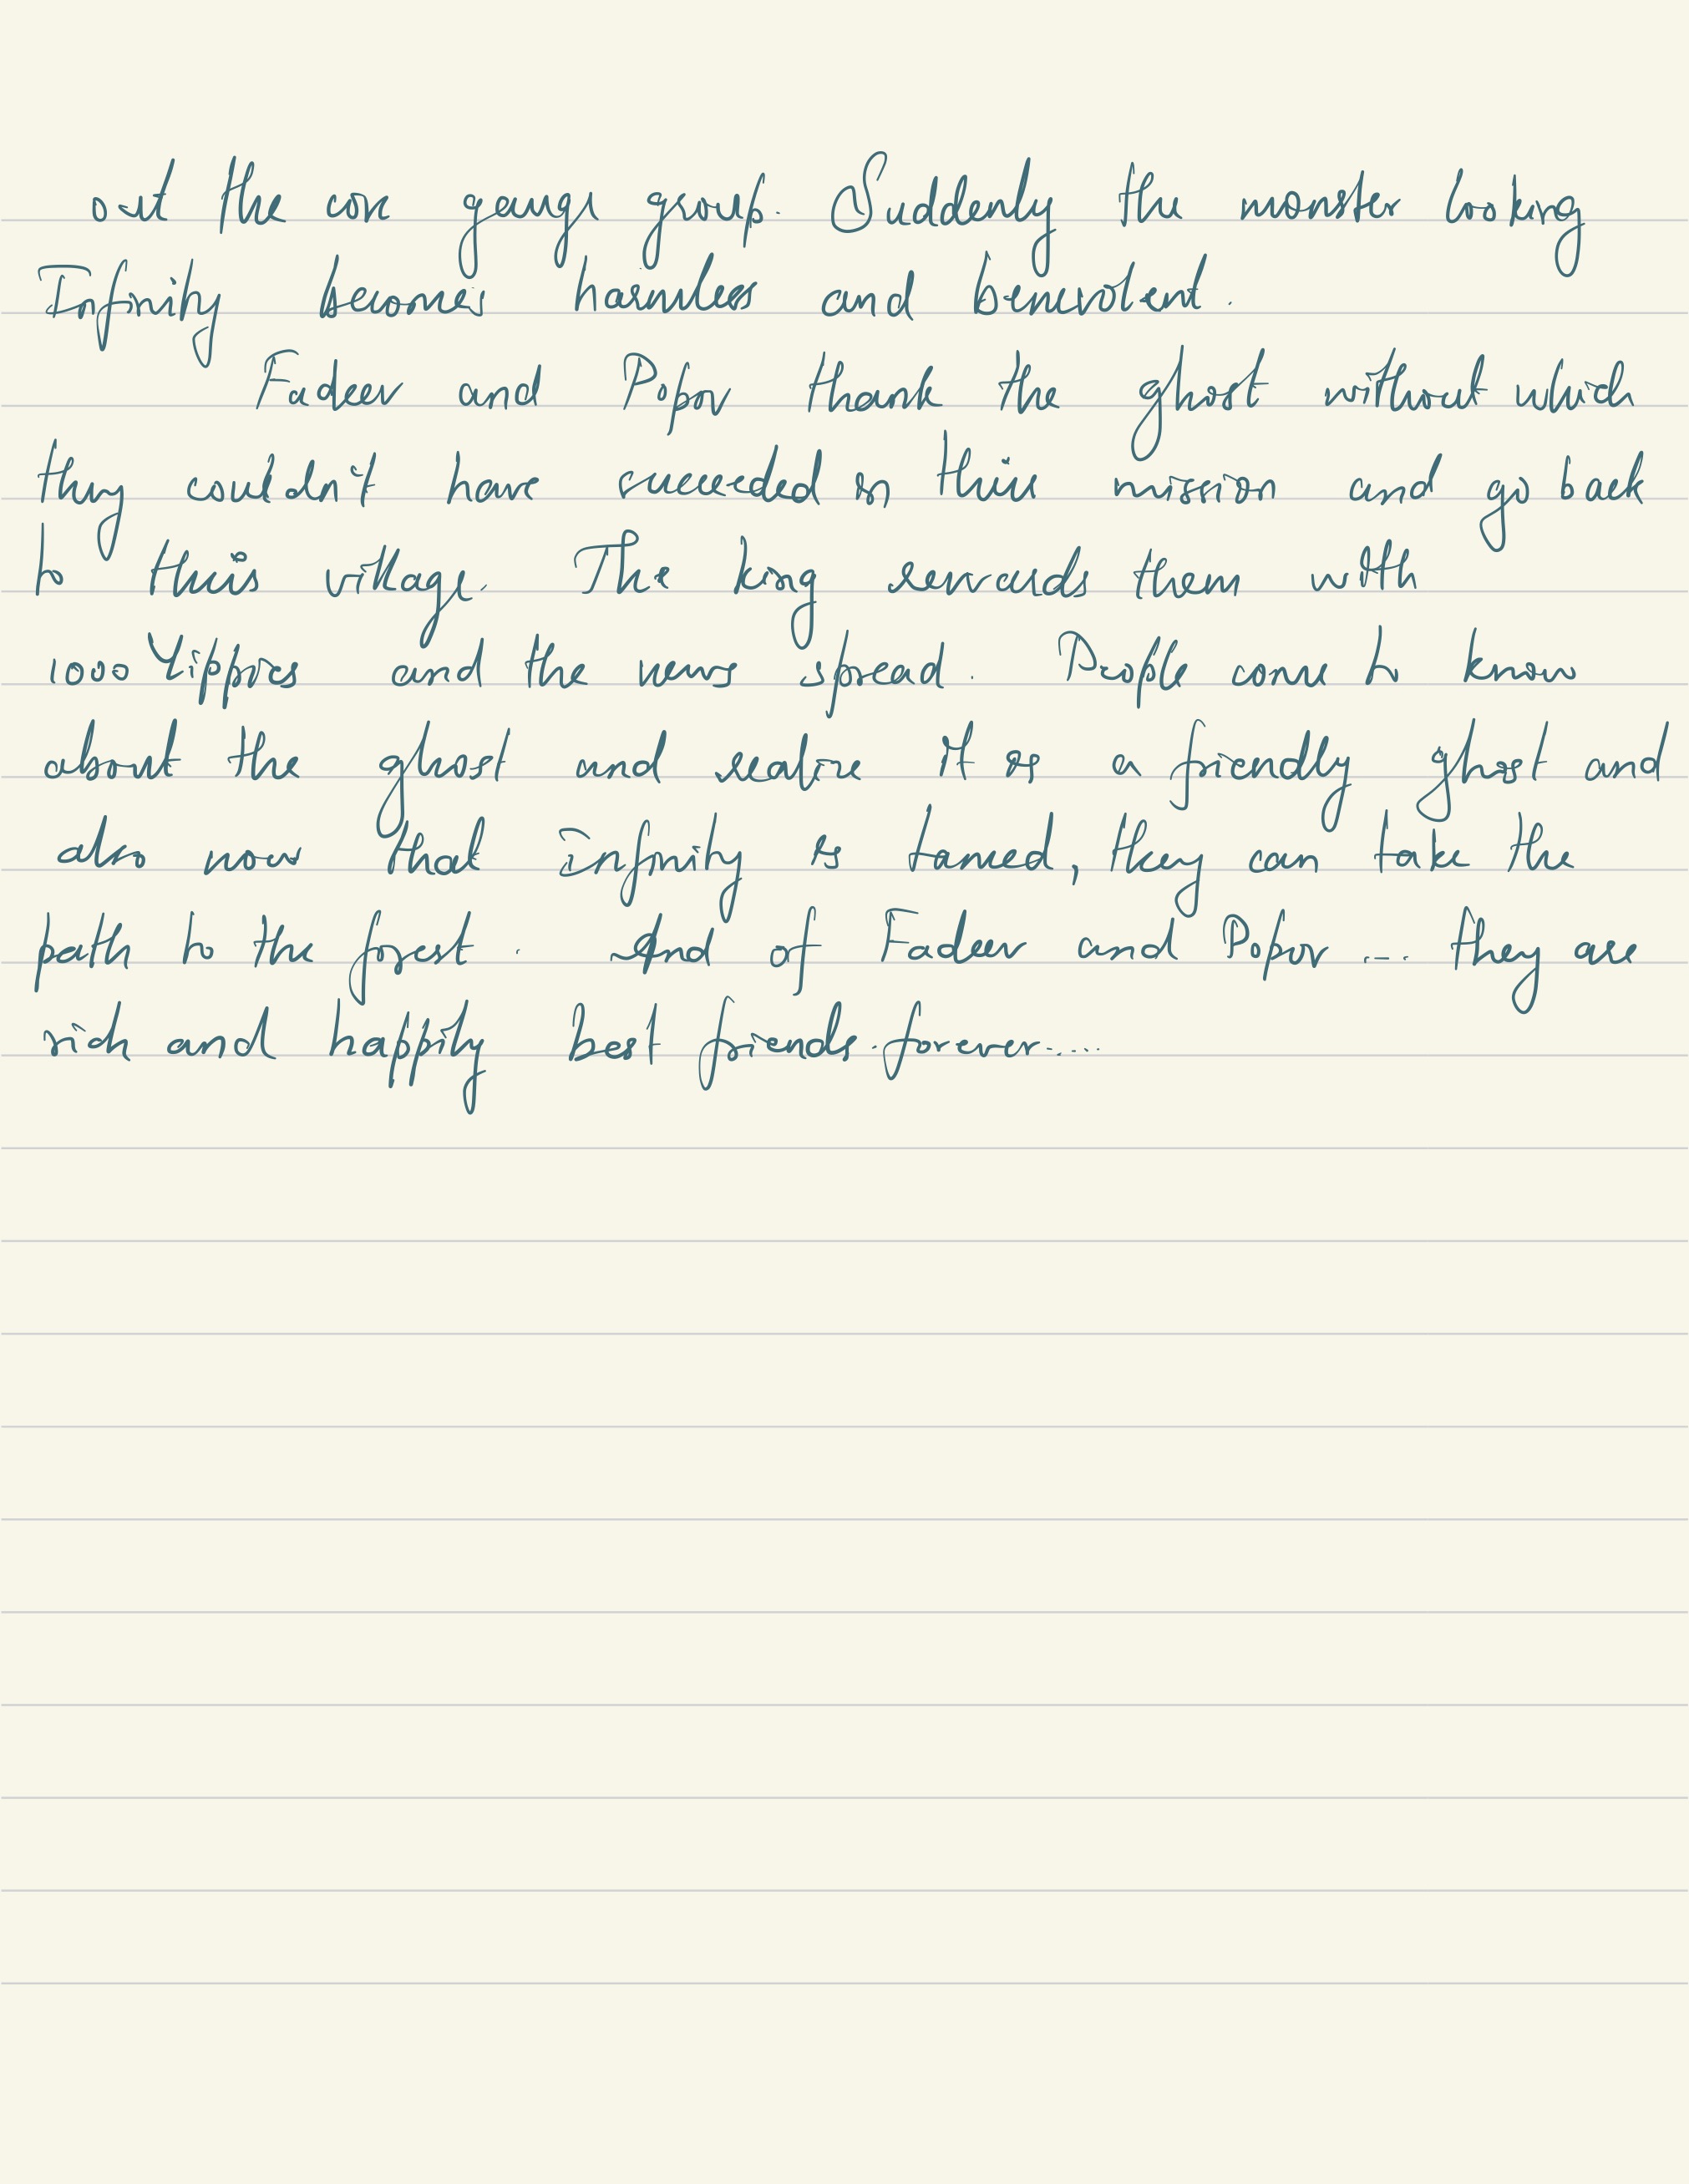 out the core gauge group. Suddenly the monster looking
Infinity becomes harmless and benevolent.
Fadeev and Popov thank the ghost without which
they couldn't have succeeded in their mission and go back
to their village. The king rewards them with
1000 Yippies and the news spread. People come to know
about the ghost and realize it is a friendly ghost and
also now that infinity is tamed, they can take the
path to the forest. And of Fadeev and Popov .... they are
rich and happily best friends forever.....